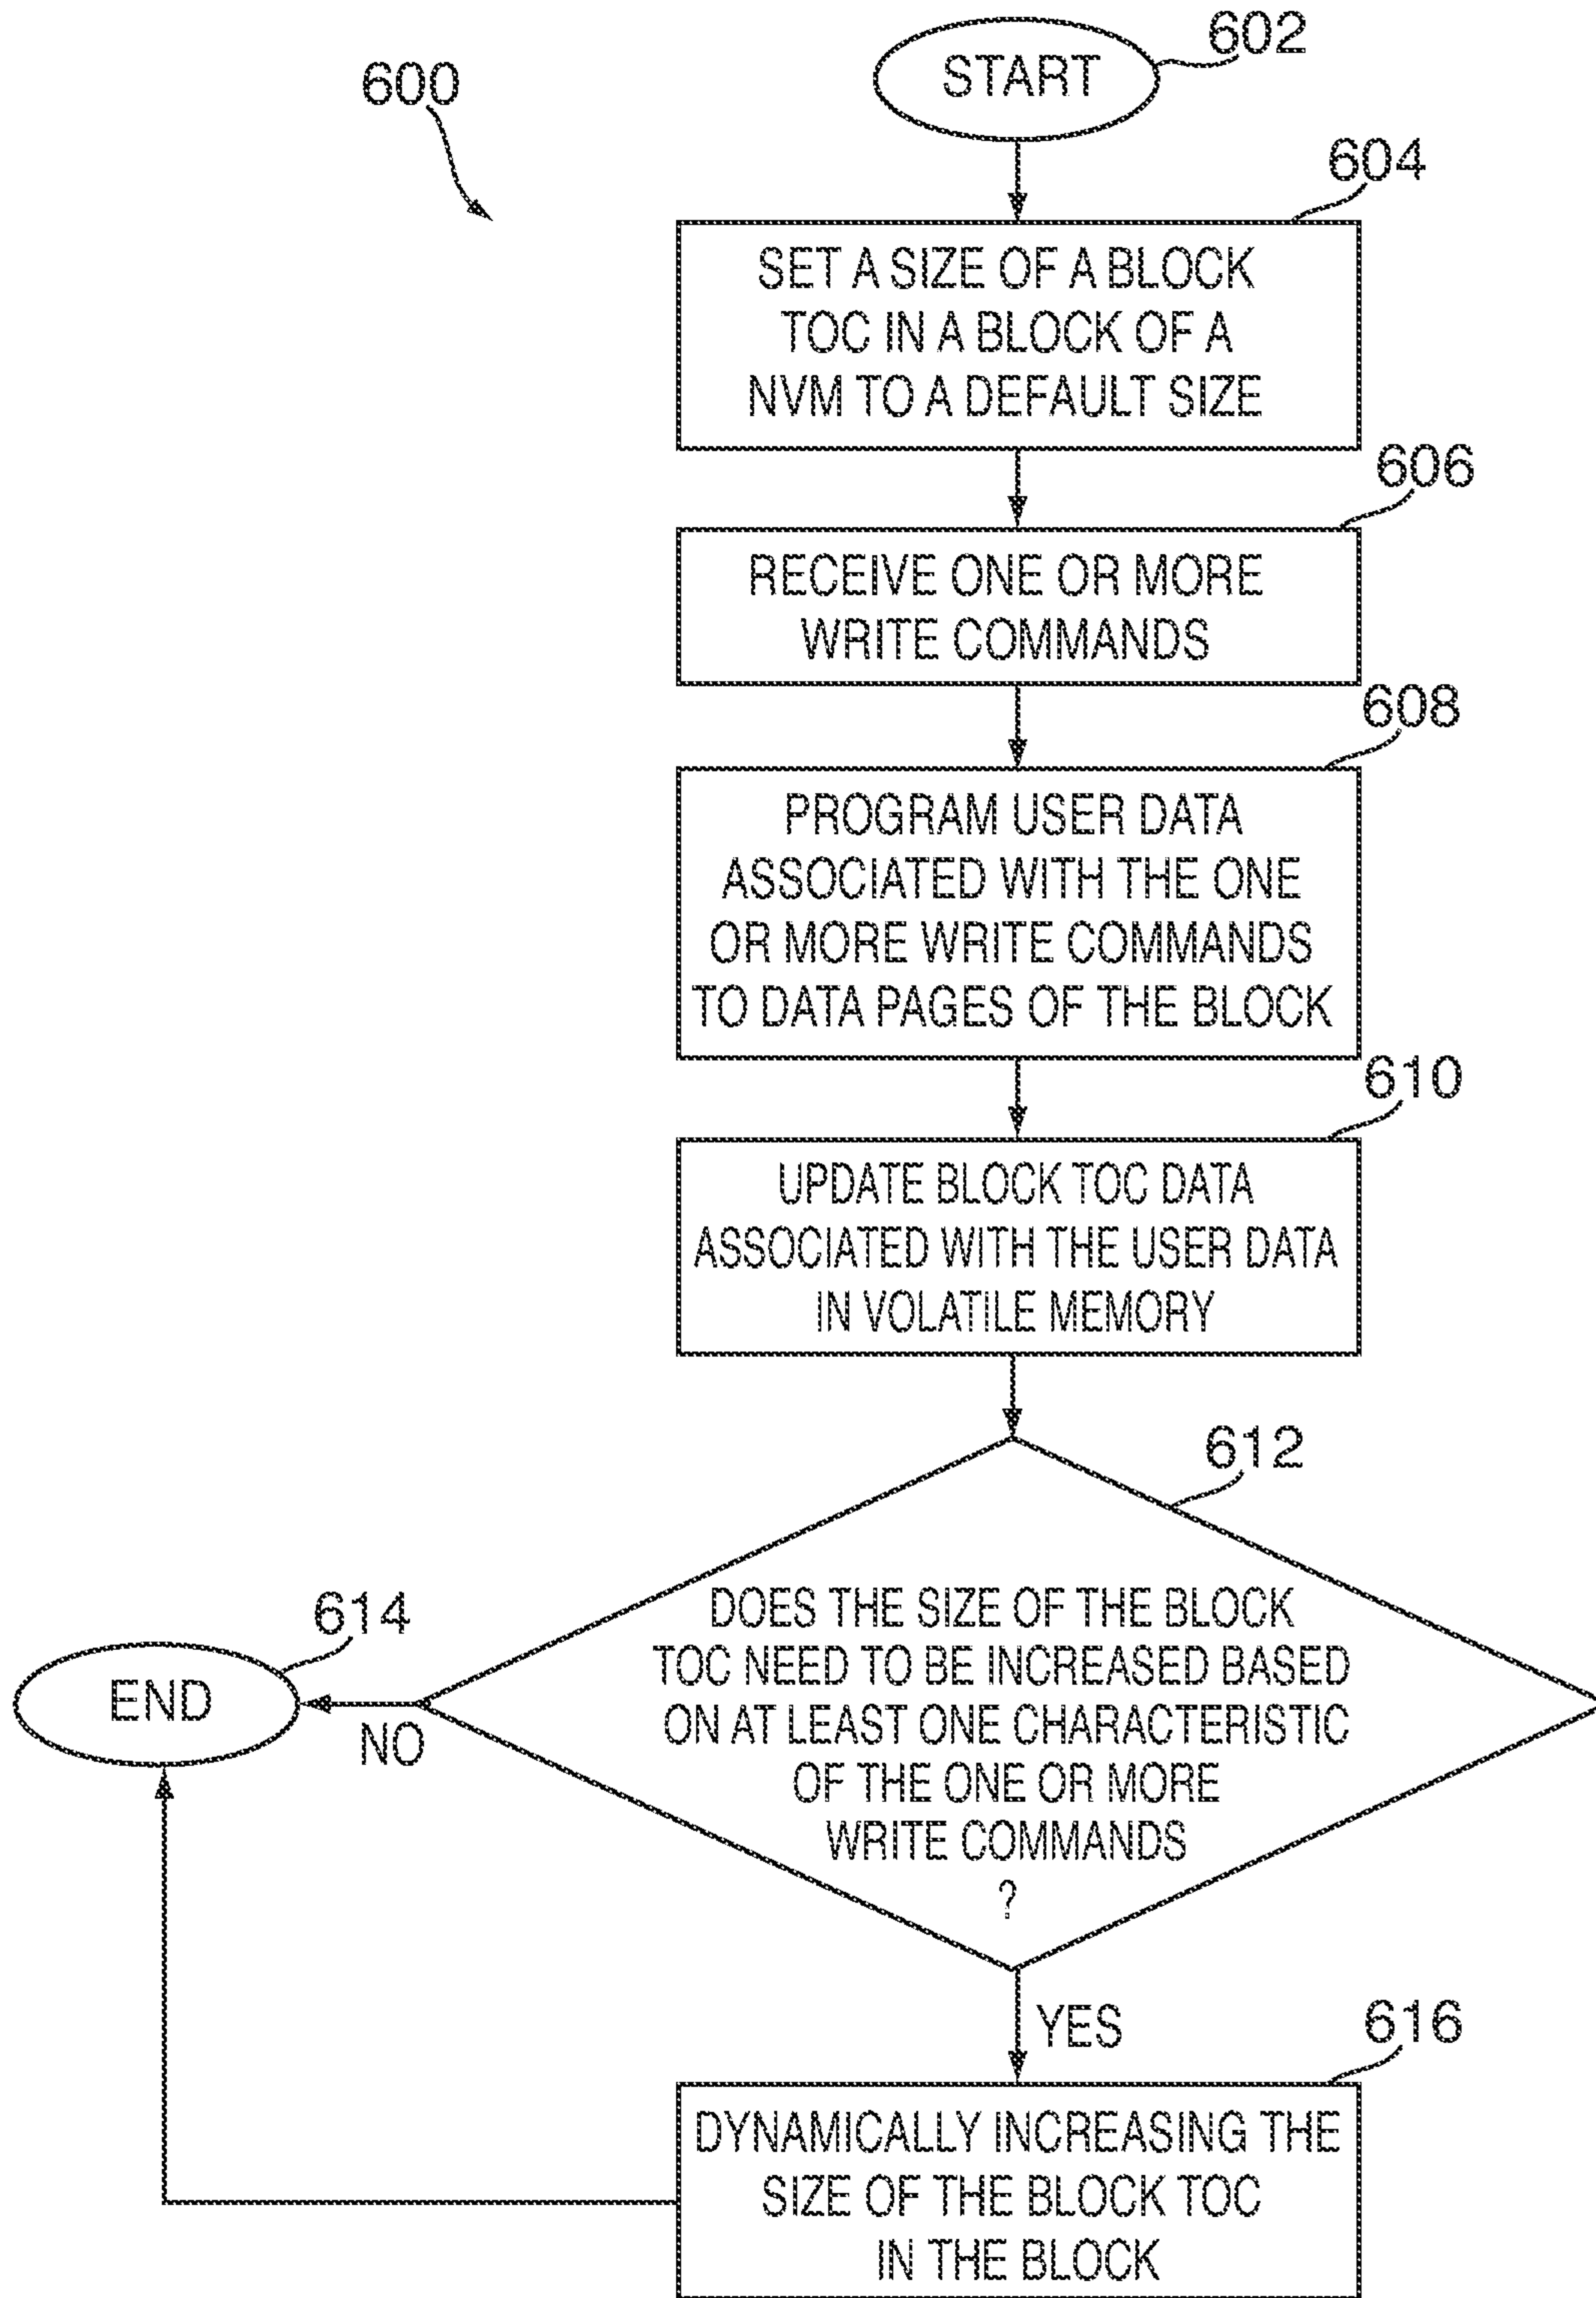 602
START
600
604
SET A SIZE OF A BLOCK
TOC IN A BLOCK OF A
NVM TO A DEFAULT SIZE
606
RECEIVE ONE OR MORE
WRITE COMMANDS
608
PROGRAM USER DATA
ASSOCIATED WITH THE ONE
OR MORE WRITE COMMANDS
TO DATA PAGES OF THE BLOCK
610
UPDATE BLOCK TOC DATA
ASSOCIATED WITH THE USER DATA
IN VOLATILE MEMORY
612
DOES THE SIZE OF THE BLOCK
TOC NEED TO BE INCREASED BASED
ON AT LEAST ONE CHARACTERISTIC
OF THE ONE OR MORE
WRITE COMMANDS
?
614
END
NO
YES
616
DYNAMICALLY INCREASING THE
SIZE OF THE BLOCK TOC
IN THE BLOCK